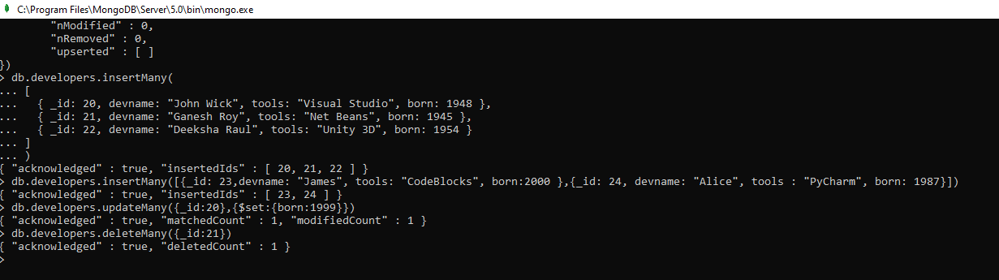 C:\Program Files\MongoDB\Server\5.0\bin\mongo.exe
"nModified" : 0,
"nRemoved" : 0,
"upserted" : [ ]
})
> db.developers.insertMany(
... [
...   { _id: 20, devname: "John Wick", tools: "Visual Studio", born: 1948 },
...   { _id: 21, devname: "Ganesh Roy", tools: "Net Beans", born: 1945 },
...   { _id: 22, devname: "Deeksha Raul", tools: "Unity 3D", born: 1954 }
... ]
... )
{ "acknowledged" : true, "insertedIds" : [ 20, 21, 22 ] }
> db.developers.insertMany([{_id: 23,devname: "James", tools: "CodeBlocks", born:2000 },{_id: 24, devname: "Alice", tools : "PyCharm", born: 1987}])
{ "acknowledged" : true, "insertedIds" : [ 23, 24 ] }
> db.developers.updateMany({_id:20},{$set:{born:1999}})
{ "acknowledged" : true, "matchedCount" : 1, "modifiedCount" : 1 }
> db.developers.deleteMany({_id:21})
{ "acknowledged" : true, "deletedCount" : 1 }
>